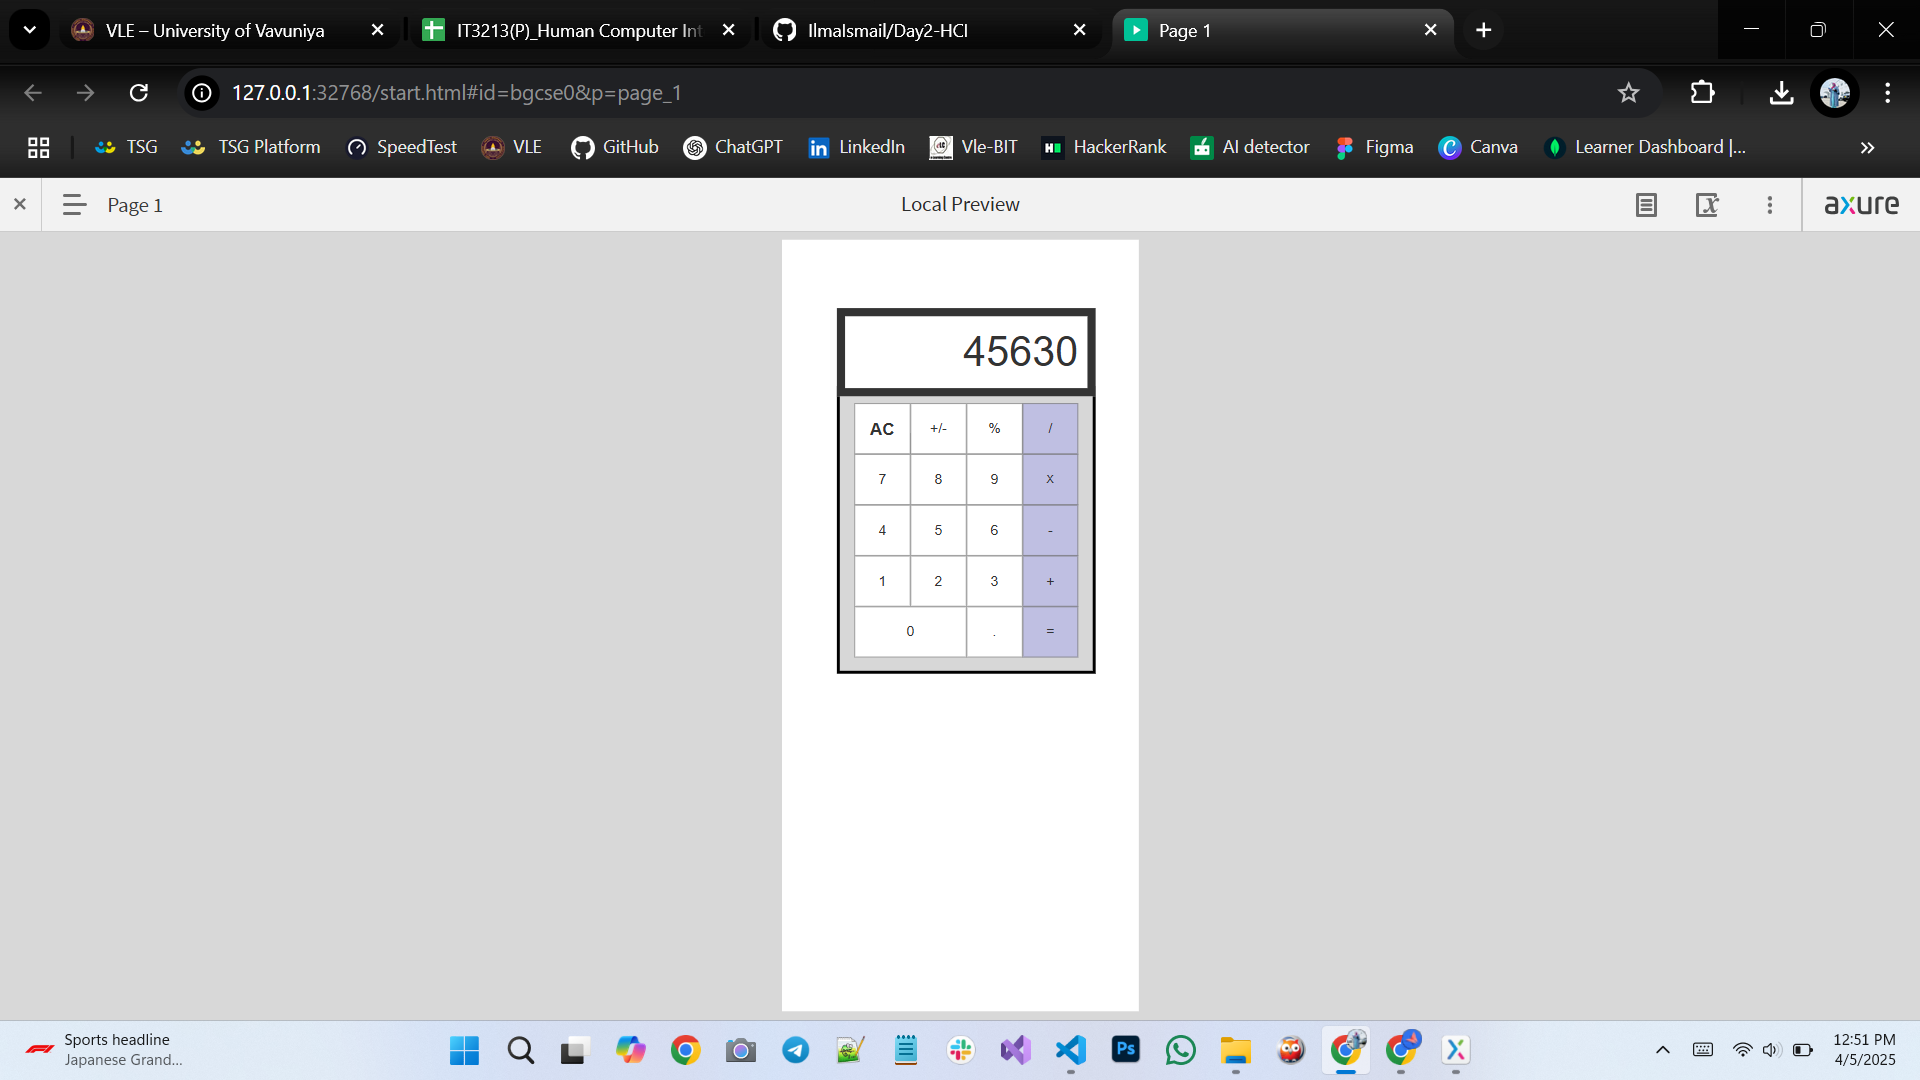 VLE – University of Vavuniya
IT3213(P)_Human Computer Int
IlmaIsmail/Day2-HCI
Page 1
127.0.0.1:32768/start.html#id=bgcse0&p=page_1
TSG
TSG Platform
SpeedTest
VLE
GitHub
ChatGPT
LinkedIn
Vle-BIT
HackerRank
AI detector
Figma
Canva
Learner Dashboard |...
Page 1
Local Preview
axure
45630
AC +/- % /
7 8 9 x
4 5 6 -
1 2 3 +
0 . =
Sports headline
Japanese Grand...
Ps
12:51 PM
4/5/2025